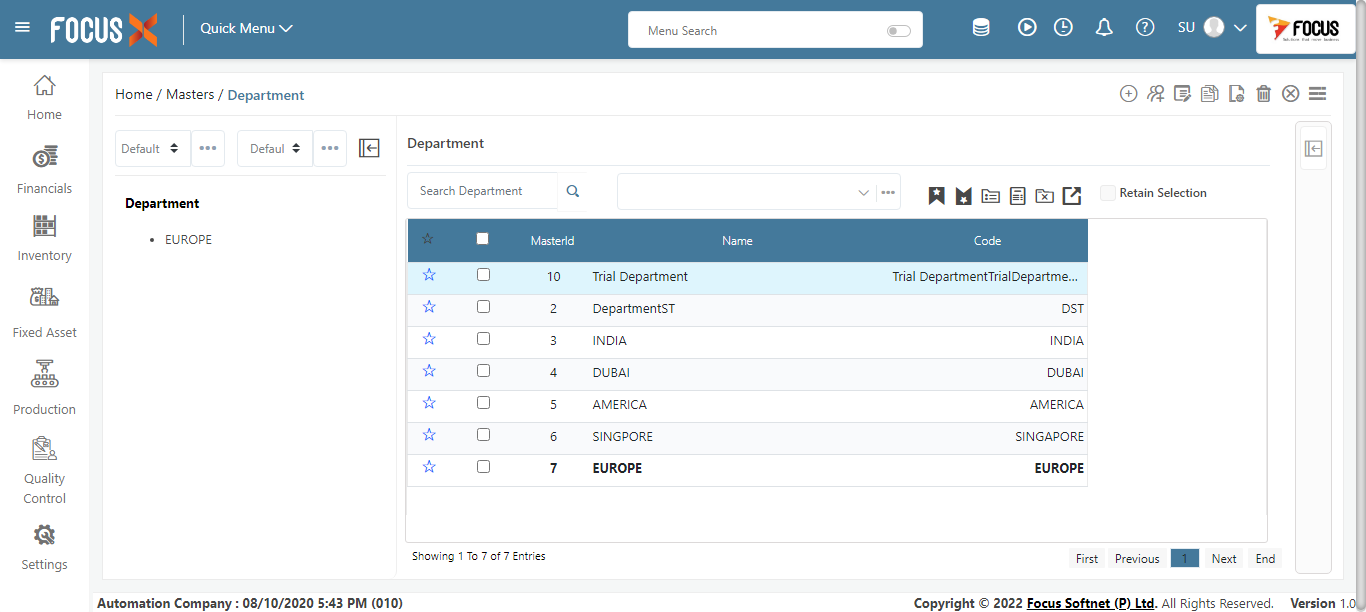 FOCUS X
Quick Menu
Menu Search
SU
FOCUS
Home
Financials
Inventory
Fixed Asset
Production
Quality
Control
Settings
Home / Masters / Department
Default
Defaul
Department
EUROPE
Department
Search Department
Retain Selection
MasterId Name Code
10 Trial Department Trial DepartmentTrialDepartme...
2 DepartmentST DST
3 INDIA INDIA
4 DUBAI DUBAI
5 AMERICA AMERICA
6 SINGPORE SINGAPORE
7 EUROPE EUROPE
Showing 1 To 7 of 7 Entries
First Previous 1 Next End
Automation Company : 08/10/2020 5:43 PM (010)
Copyright © 2022 Focus Softnet (P) Ltd. All Rights Reserved. Version 1.0